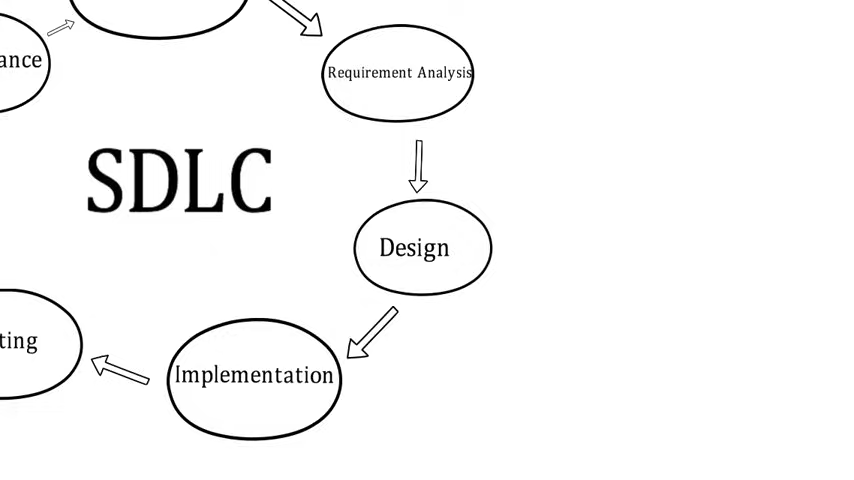 ance
Requirement Analysis
SDLC
Design
ting
Implementation